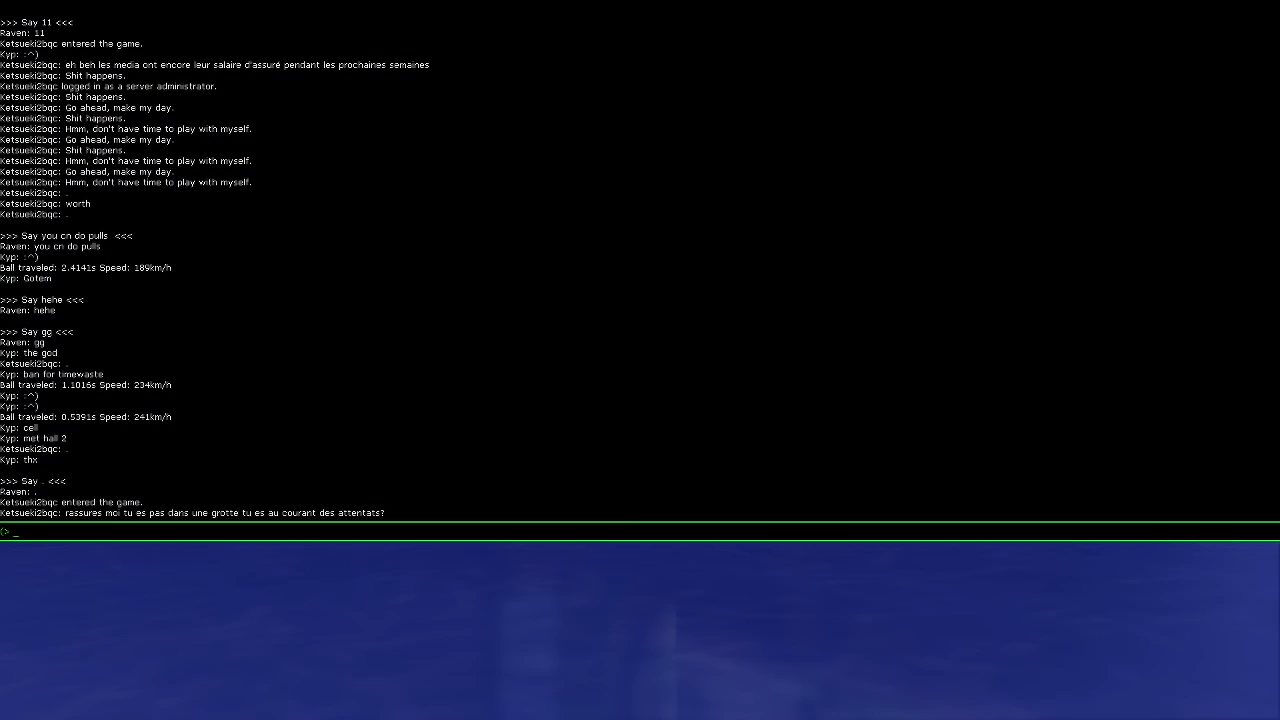 >>> Say 11 <<<
Raven: 11
Ketsueki2bqc entered the game.
Kyp: :^)
Ketsueki2bqc: eh beh les media ont encore leur salaire d'assuré pendant les prochaines semaines
Ketsueki2bqc: Shit happens.
Ketsueki2bqc logged in as a server administrator.
Ketsueki2bqc: Shit happens.
Ketsueki2bqc: Go ahead, make my day.
Ketsueki2bqc: Shit happens.
Ketsueki2bqc: Hmm, don't have time to play with myself.
Ketsueki2bqc: Go ahead, make my day.
Ketsueki2bqc: Shit happens.
Ketsueki2bqc: Hmm, don't have time to play with myself.
Ketsueki2bqc: Go ahead, make my day.
Ketsueki2bqc: Hmm, don't have time to play with myself.
Ketsueki2bqc: .
Ketsueki2bqc: worth
Ketsueki2bqc: .
>>> Say you cn do pulls  <<<
Raven: you cn do pulls
Kyp: :^)
Ball traveled: 2.4141s Speed: 189km/h
Kyp: Gotem
>>> Say hehe <<<
Raven: hehe
>>> Say gg <<<
Raven: gg
Kyp: the god
Ketsueki2bqc: .
Kyp: ban for timewaste
Ball traveled: 1.1016s Speed: 234km/h
Kyp: :^)
Kyp: :^)
Ball traveled: 0.5391s Speed: 241km/h
Kyp: cell
Kyp: met hall 2
Ketsueki2bqc: .
Kyp: thx
>>> Say . <<<
Raven: .
Ketsueki2bqc entered the game.
Ketsueki2bqc: rassures moi tu es pas dans une grotte tu es au courant des attentats?
(> _